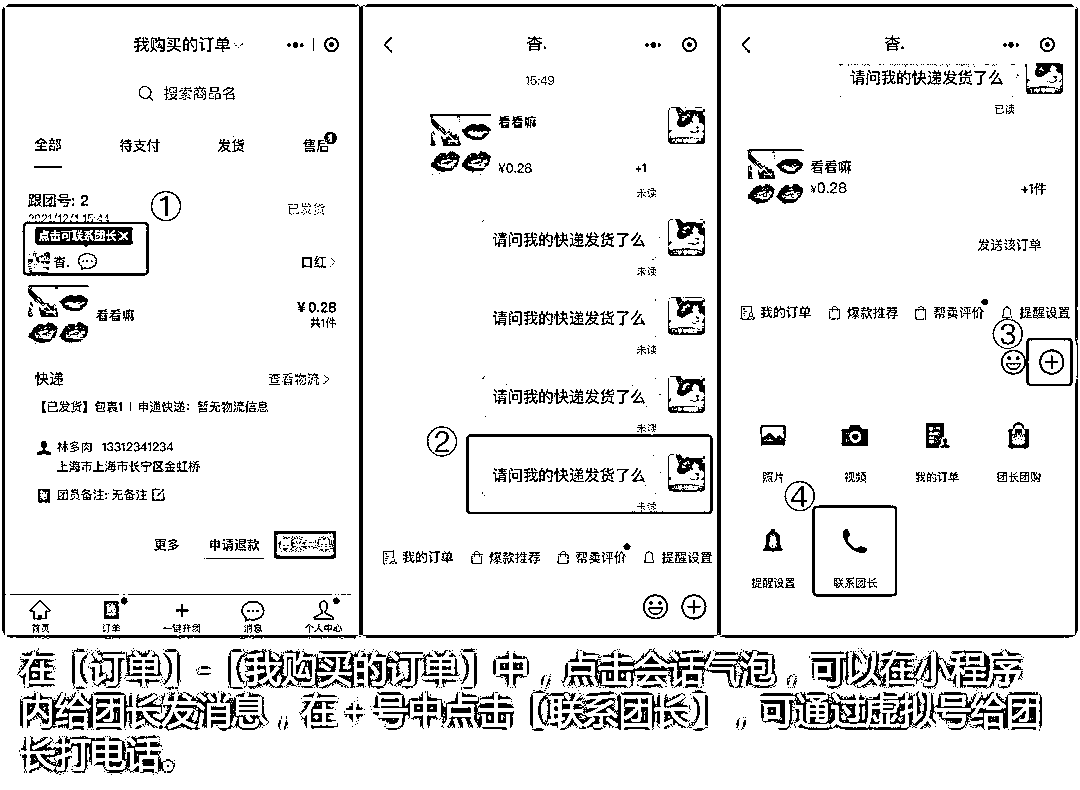 我购买的订单
搜索商品名
全部 待支付 发货 售后
跟团号: 2
①
2021/12/1 15:44
已发货
点击可联系团长X
杳.
口红 >
看看嘛
¥0.28
共1件
快递
查看物流 >
【已发货】包裹1 | 申通快递: 暂无物流信息
林多肉 13312341234
上海市上海市长宁区金虹桥
团员备注: 无备注
更多 申请退款
首页 订单 一键开团 消息 个人中心
杳.
15:49
看看嘛
¥0.28 +1
未读
请问我的快递发货了么
未读
请问我的快递发货了么
未读
请问我的快递发货了么
未读
②
请问我的快递发货了么
未读
我的订单 爆款推荐 帮卖评价 提醒设置
杳.
请问我的快递发货了么
已读
看看嘛
¥0.28
+1件
发送该订单
我的订单 爆款推荐 帮卖评价 提醒设置
③
照片 视频 我的订单 团长团购
④
提醒设置 联系团长
在【订单】-【我购买的订单】中，点击会话气泡，可以在小程序
内给团长发消息，在＋号中点击【联系团长】，可通过虚拟号给团
长打电话。